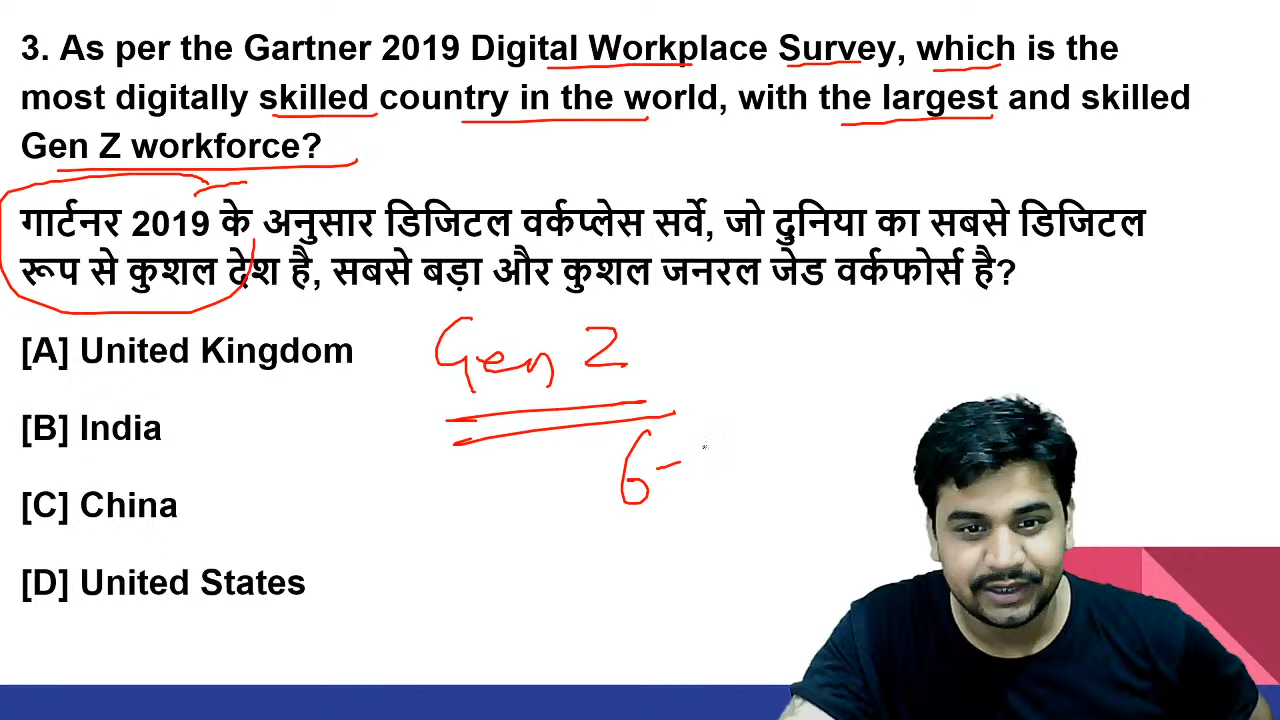 3. As per the Gartner 2019 Digital Workplace Survey, which is the
most digitally skilled country in the world, with the largest and skilled
Gen Z workforce?
गार्टनर 2019 के अनुसार डिजिटल वर्कप्लेस सर्वे, जो दुनिया का सबसे डिजिटल
रूप से कुशल देश है, सबसे बड़ा और कुशल जनरल जेड वर्कफोर्स है?
[A] United Kingdom
Gen Z
[B] India
6-
[C] China
[D] United States